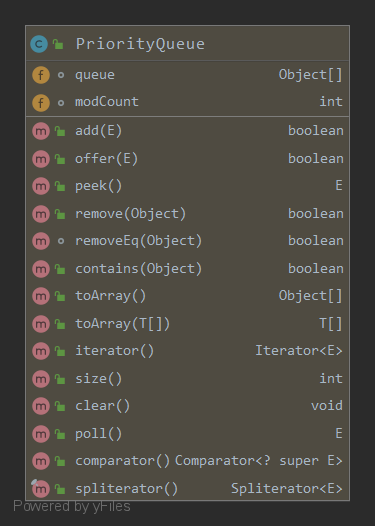 PriorityQueue
queue Object[]
modCount int
add(E) boolean
offer(E) boolean
peek() E
remove(Object) boolean
removeEq(Object) boolean
contains(Object) boolean
toArray() Object[]
toArray(T[]) T[]
iterator() Iterator<E>
size() int
clear() void
poll() E
comparator() Comparator<? super E>
spliterator() Spliterator<E>
Powered by yFiles